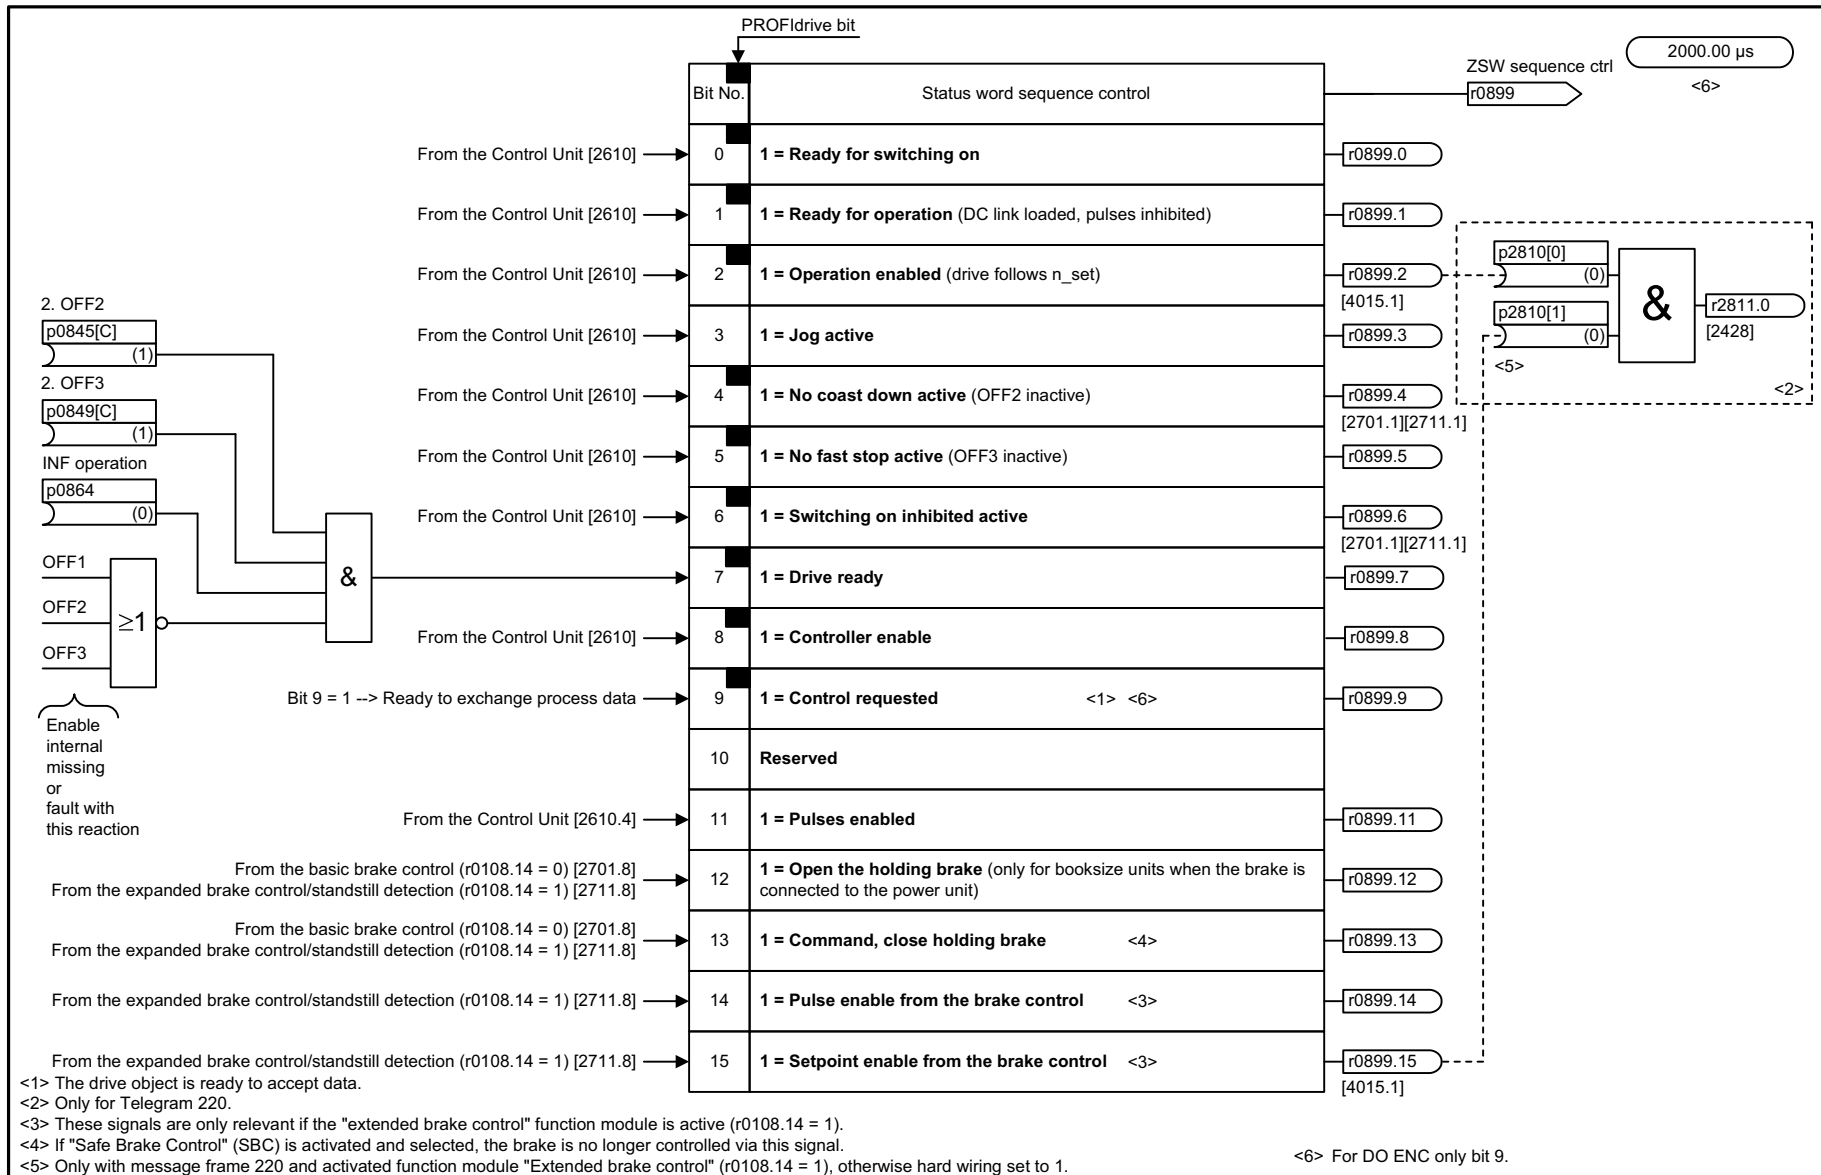 PROFIdrive bit
2000.00 µs
<6>
ZSW sequence ctrl
r0899
Bit No.
Status word sequence control
From the Control Unit [2610]
0
1 = Ready for switching on
r0899.0
From the Control Unit [2610]
1
1 = Ready for operation (DC link loaded, pulses inhibited)
r0899.1
From the Control Unit [2610]
2
1 = Operation enabled (drive follows n_set)
r0899.2
[4015.1]
p2810[0]
(0)
p2810[1]
(0)
<5>
&
r2811.0
[2428]
<2>
From the Control Unit [2610]
3
1 = Jog active
r0899.3
2. OFF2
p0845[C]
(1)
2. OFF3
p0849[C]
(1)
INF operation
p0864
(0)
OFF1
OFF2
OFF3
≥1
&
Enable
internal
missing
or
fault with
this reaction
From the Control Unit [2610]
4
1 = No coast down active (OFF2 inactive)
r0899.4
[2701.1][2711.1]
From the Control Unit [2610]
5
1 = No fast stop active (OFF3 inactive)
r0899.5
From the Control Unit [2610]
6
1 = Switching on inhibited active
r0899.6
[2701.1][2711.1]
7
1 = Drive ready
r0899.7
From the Control Unit [2610]
8
1 = Controller enable
r0899.8
Bit 9 = 1 --> Ready to exchange process data
9
1 = Control requested <1> <6>
r0899.9
10
Reserved
From the Control Unit [2610.4]
11
1 = Pulses enabled
r0899.11
From the basic brake control (r0108.14 = 0) [2701.8]
From the expanded brake control/standstill detection (r0108.14 = 1) [2711.8]
12
1 = Open the holding brake (only for booksize units when the brake is
connected to the power unit)
r0899.12
From the basic brake control (r0108.14 = 0) [2701.8]
From the expanded brake control/standstill detection (r0108.14 = 1) [2711.8]
13
1 = Command, close holding brake <4>
r0899.13
From the expanded brake control/standstill detection (r0108.14 = 1) [2711.8]
14
1 = Pulse enable from the brake control <3>
r0899.14
From the expanded brake control/standstill detection (r0108.14 = 1) [2711.8]
15
1 = Setpoint enable from the brake control <3>
r0899.15
[4015.1]
<1> The drive object is ready to accept data.
<2> Only for Telegram 220.
<3> These signals are only relevant if the "extended brake control" function module is active (r0108.14 = 1).
<4> If "Safe Brake Control" (SBC) is activated and selected, the brake is no longer controlled via this signal.
<5> Only with message frame 220 and activated function module "Extended brake control" (r0108.14 = 1), otherwise hard wiring set to 1.
<6> For DO ENC only bit 9.